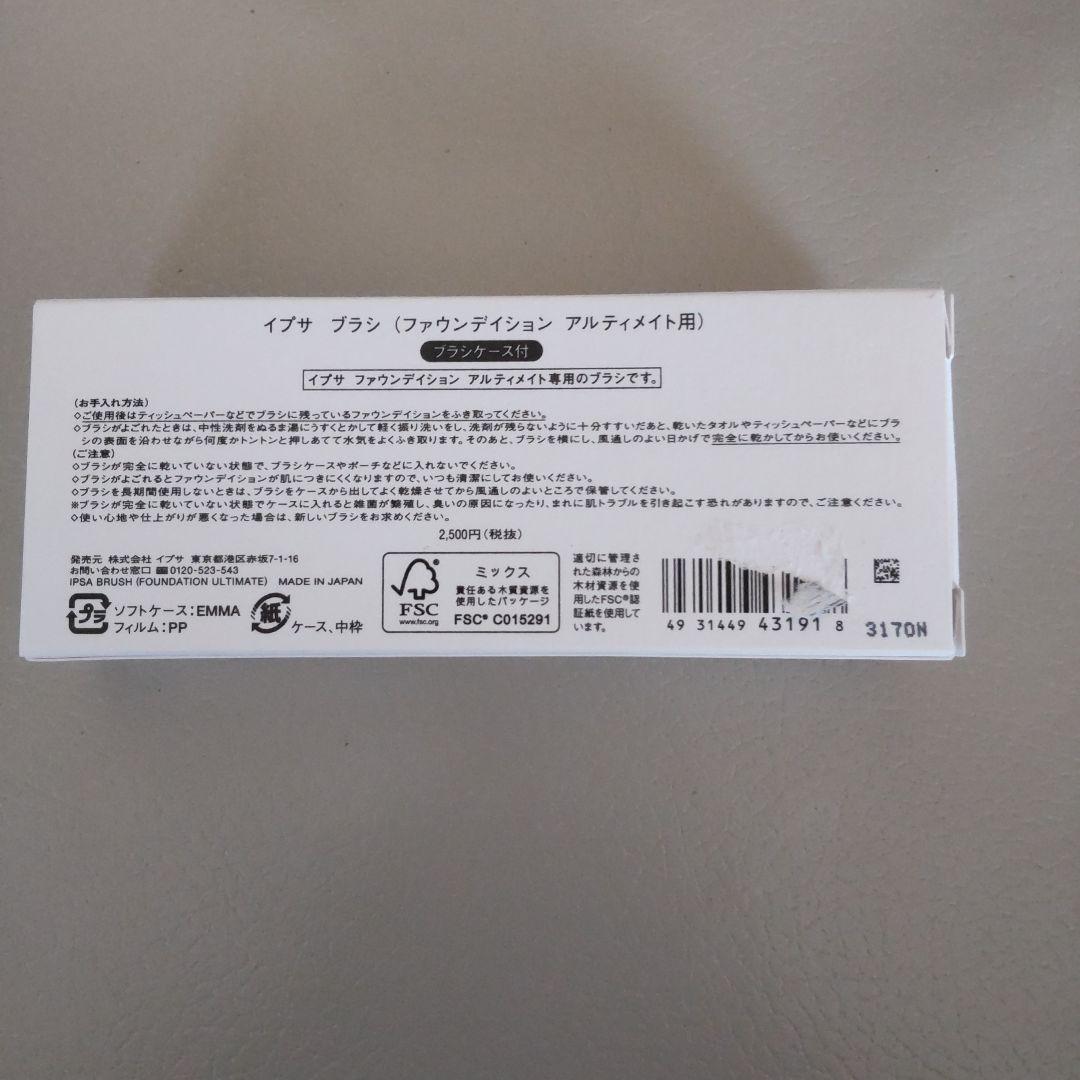 イプサ ブラシ（ファウンデイション アルティメイト用）
ブラシケース付
イプサ ファウンデイション アルティメイト専用のブラシです。
（お手入れ方法）
◇ご使用後はティッシュペーパーなどでブラシに残っているファウンデイションをふき取ってください。
◇ブラシがよごれたときは、中性洗剤をぬるま湯にうすくとかして軽く振り洗いをし、洗剤が残らないように十分すすいだあと、乾いたタオルやティッシュペーパーなどにブラ
シの表面を沿わせながら何度かトントンと押しあてて水気をよくふき取ります。そのあと、ブラシを横にし、風通しのよい日かげで完全に乾かしてからお使いください。
（ご注意）
◇ブラシが完全に乾いていない状態で、ブラシケースやポーチなどに入れないでください。
◇ブラシがよごれるとファウンデイションが肌につきにくくなりますので、いつも清潔にしてお使いください。
◇ブラシを長期間使用しないときは、ブラシをケースから出してよく乾燥させてから風通しのよいところで保管してください。
※ブラシが完全に乾いていない状態でケースに入れると雑菌が繁殖し、臭いの原因になったり、まれに肌トラブルを引き起こす恐れがありますので、ご注意ください。
◇使い心地や仕上がりが悪くなった場合は、新しいブラシをお求めください。
2,500円（税抜）
発売元 株式会社 イプサ 東京都港区赤坂7-1-16
お問い合わせ窓口 0120-523-543
IPSA BRUSH (FOUNDATION ULTIMATE) MADE IN JAPAN
プラ
ソフトケース：EMMA
フィルム：PP
紙
ケース、中枠
FSC
www.fsc.org
ミックス
責任ある木質資源を
使用したパッケージ
FSC® C015291
適切に管理さ
れた森林からの
木材資源を使
用したFSC®認
証紙を使用して
います。
49 31449 43191 8
3170N